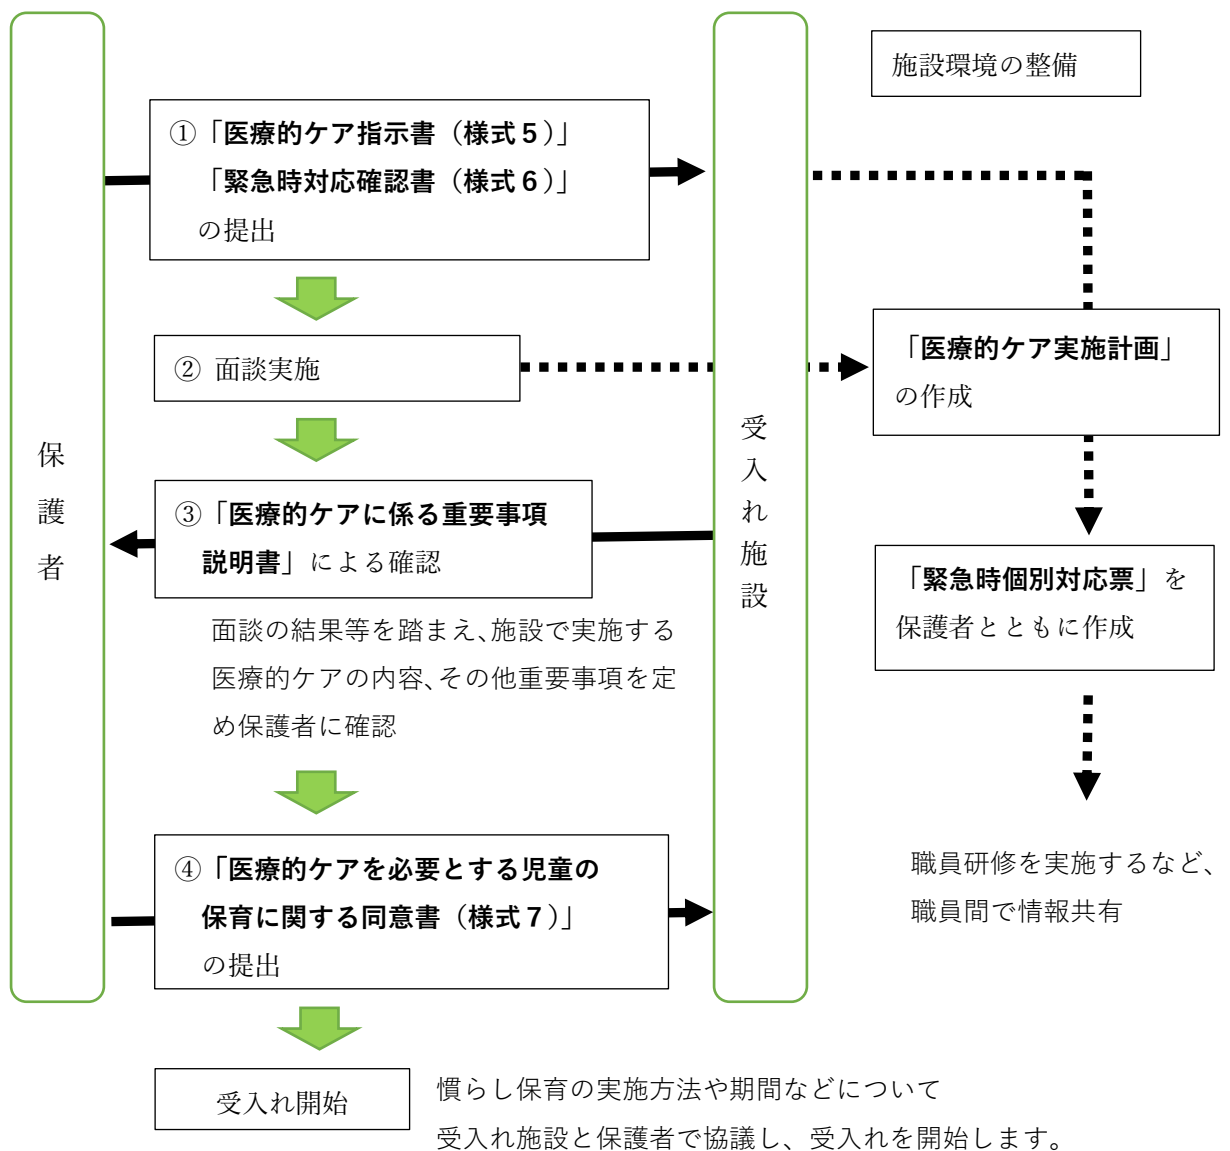 施設環境の整備
①「医療的ケア指示書（様式５）」
「緊急時対応確認書（様式６）」
の提出
② 面談実施
「医療的ケア実施計画」
の作成
保護者
受入れ施設
③「医療的ケアに係る重要事項
説明書」による確認
「緊急時個別対応票」を
保護者とともに作成
面談の結果等を踏まえ、施設で実施する
医療的ケアの内容、その他重要事項を定
め保護者に確認
④「医療的ケアを必要とする児童の
保育に関する同意書（様式７）」
の提出
職員研修を実施するなど、
職員間で情報共有
受入れ開始
慣らし保育の実施方法や期間などについて
受入れ施設と保護者で協議し、受入れを開始します。